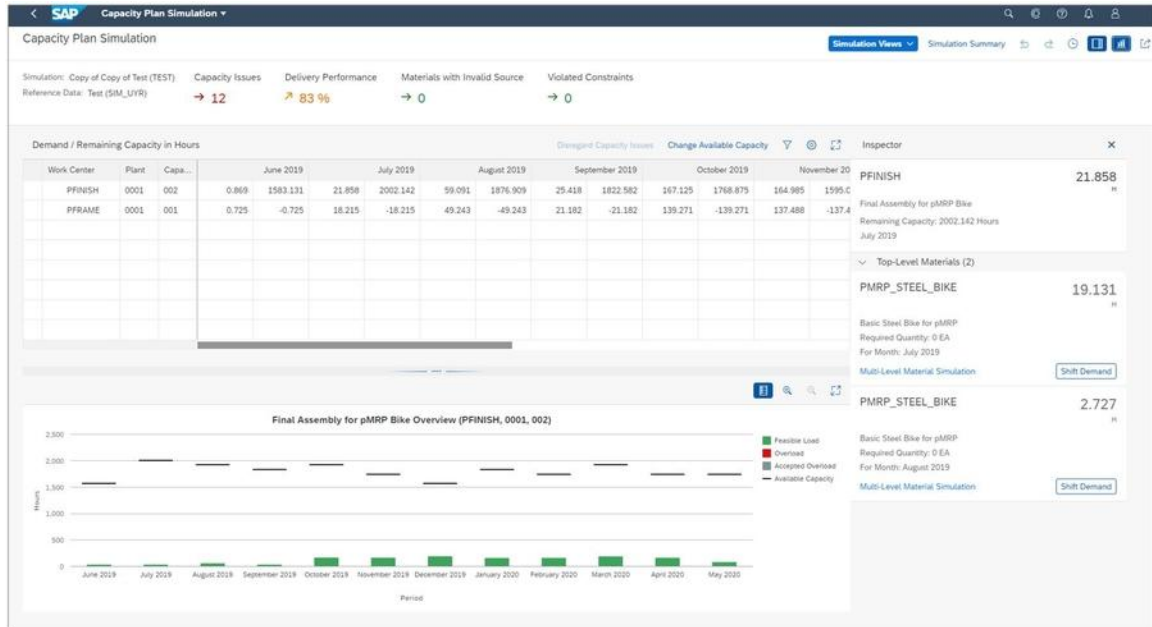 SAP Capacity Plan Simulation
Capacity Plan Simulation
Simulation Views Simulation Summary
Simulation: Copy of Copy of Test (TEST)
Reference Data: Test (SIM_UYR)
Capacity Issues
→ 12
Delivery Performance
↗ 83 %
Materials with Invalid Source
→ 0
Violated Constraints
→ 0
Demand / Remaining Capacity in Hours
Disregard Capacity Issues Change Available Capacity
Work Center Plant Capa... June 2019 July 2019 August 2019 September 2019 October 2019 November 20
PFINISH 0001 002 0.869 1583.131 21.858 2002.142 59.091 1876.909 25.418 1822.582 167.125 1768.875 164.985 1595.0
PFRAME 0001 001 0.725 -0.725 18.215 -18.215 49.243 -49.243 21.182 -21.182 139.271 -139.271 137.488 -137.4
Inspector
PFINISH 21.858
H
Final Assembly for pMRP Bike
Remaining Capacity: 2002.142 Hours
July 2019
Top-Level Materials (2)
PMRP_STEEL_BIKE 19.131
H
Basic Steel Bike for pMRP
Required Quantity: 0 EA
For Month: July 2019
Multi-Level Material Simulation Shift Demand
PMRP_STEEL_BIKE 2.727
H
Basic Steel Bike for pMRP
Required Quantity: 0 EA
For Month: August 2019
Multi-Level Material Simulation Shift Demand
Final Assembly for pMRP Bike Overview (PFINISH, 0001, 002)
2,500
2,000
1,500
1,000
500
0
Hours
June 2019 July 2019 August 2019 September 2019 October 2019 November 2019 December 2019 January 2020 February 2020 March 2020 April 2020 May 2020
Period
Feasible Load
Overload
Accepted Overload
Available Capacity